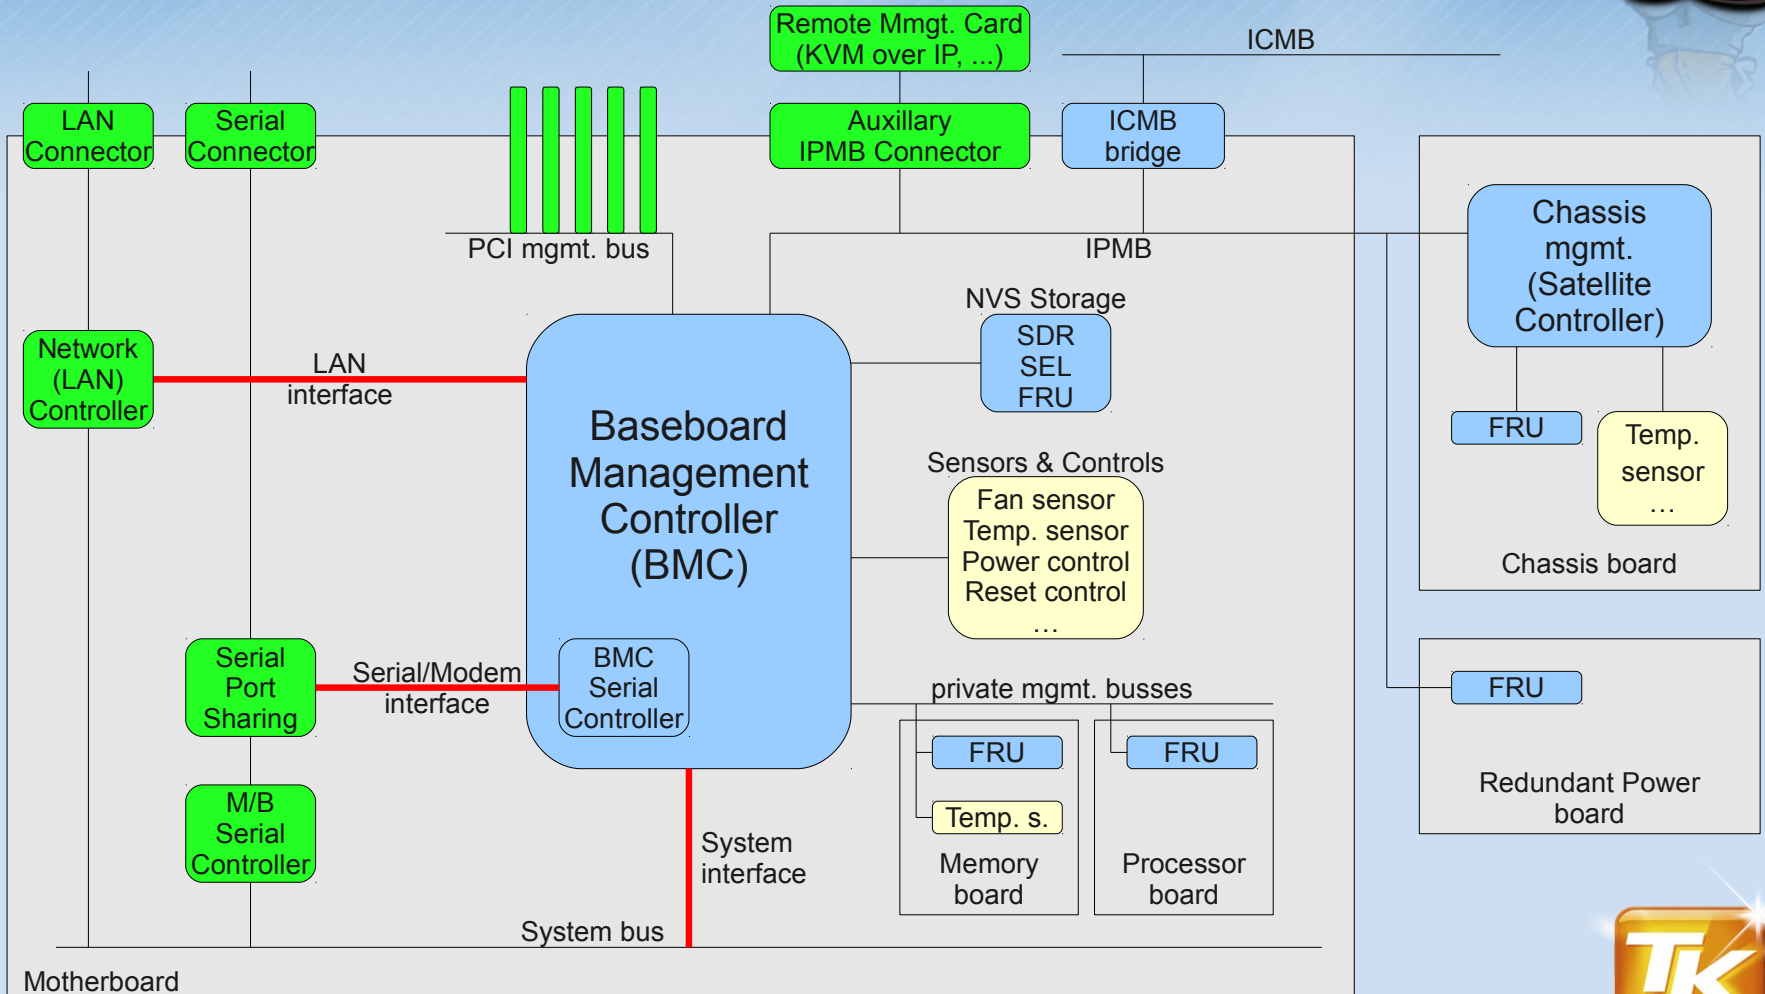 Remote Mmgt. Card
(KVM over IP, ...)
ICMB
LAN
Connector
Serial
Connector
Auxillary
IPMB Connector
ICMB
bridge
PCI mgmt. bus
IPMB
Chassis
mgmt.
(Satellite
Controller)
NVS Storage
SDR
SEL
FRU
Network
(LAN)
Controller
LAN
interface
Baseboard
Management
Controller
(BMC)
FRU
Temp.
sensor
...
Chassis board
Sensors & Controls
Fan sensor
Temp. sensor
Power control
Reset control
...
Serial
Port
Sharing
Serial/Modem
interface
BMC
Serial
Controller
private mgmt. busses
FRU
Temp. s.
Memory
board
FRU
Processor
board
FRU
Redundant Power
board
M/B
Serial
Controller
System
interface
System bus
Motherboard
TK